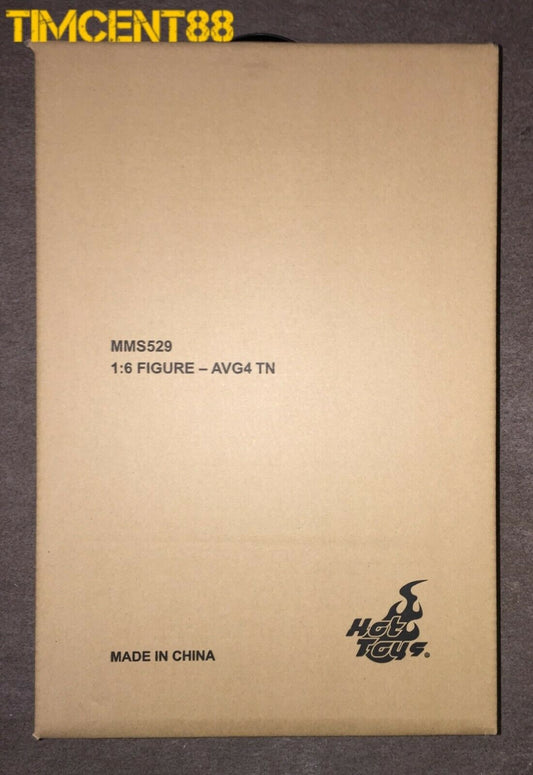 TIMCENT88
MMS529
1:6 FIGURE – AVG4 TN
MADE IN CHINA
Hot
Toys®